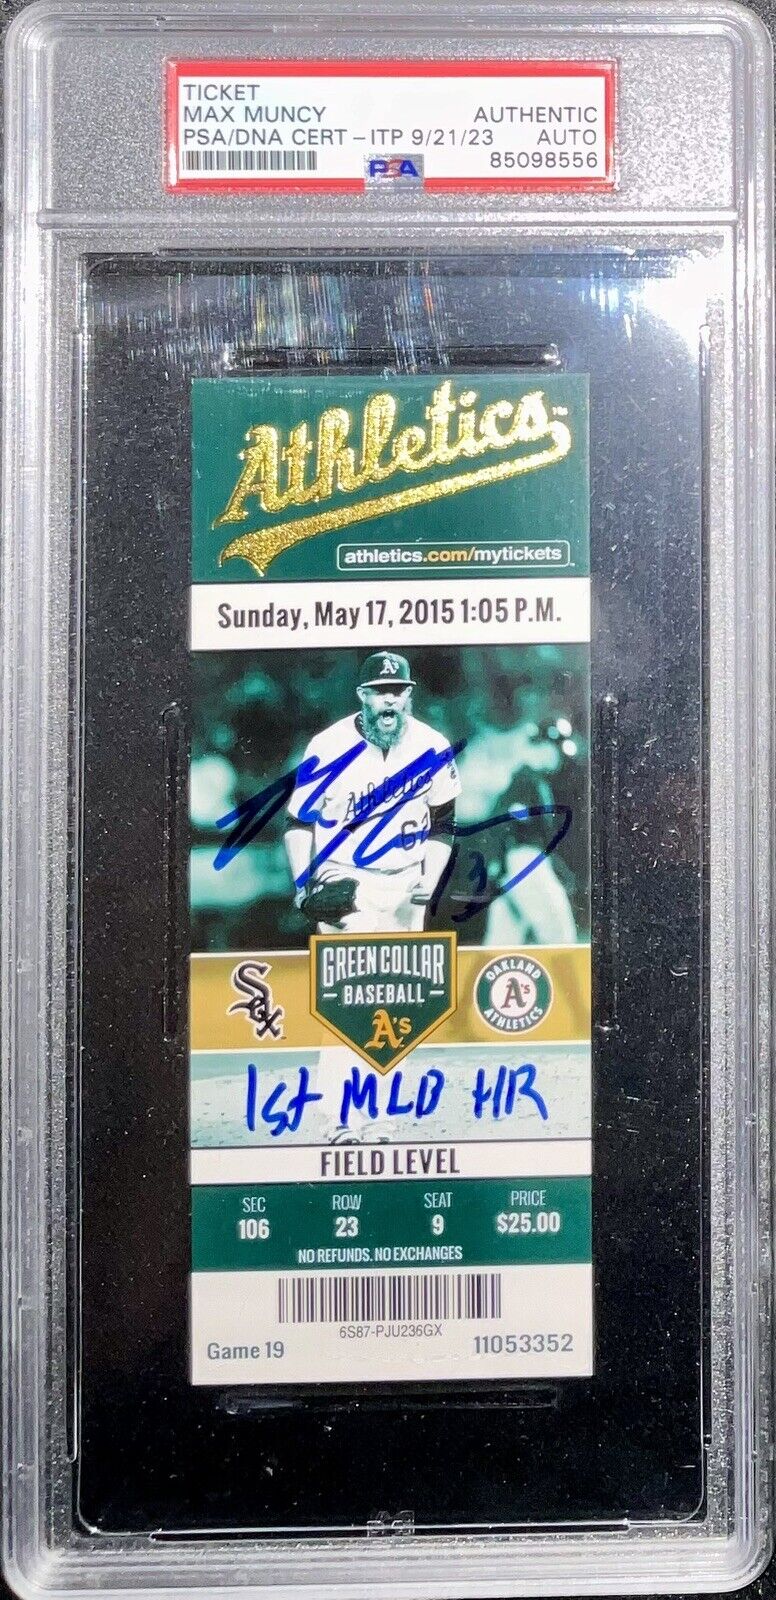 TICKET
MAX MUNCY AUTHENTIC
PSA/DNA CERT - ITP 9/21/23 AUTO
85098556
PSA
Athletics™
athletics.com/mytickets
Sunday, May 17, 2015 1:05 P.M.
A's
Athletics
62
13
GREEN COLLAR
BASEBALL
A's
Sox
OAKLAND
A's
ATHLETICS
1st MLB HR
FIELD LEVEL
SEC ROW SEAT PRICE
106 23 9 $25.00
NO REFUNDS. NO EXCHANGES
6S87-PJU236GX
Game 19 11053352